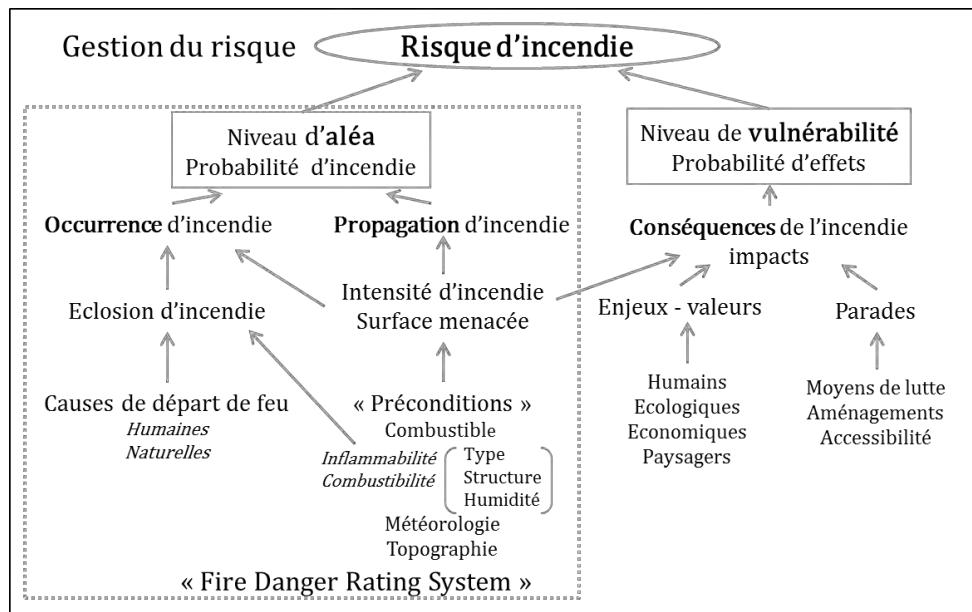 Gestion du risque
Risque d'incendie
Niveau d'aléa
Probabilité d'incendie
Niveau de vulnérabilité
Probabilité d'effets
Occurrence d'incendie
Propagation d'incendie
Conséquences de l'incendie
impacts
Eclosion d'incendie
Intensité d'incendie
Surface menacée
Enjeux - valeurs
Parades
Causes de départ de feu
Humaines
Naturelles
« Préconditions »
Combustible
Inflammabilité
Combustibilité
Type
Structure
Humidité
Météorologie
Topographie
Humains
Ecologiques
Economiques
Paysagers
Moyens de lutte
Aménagements
Accessibilité
« Fire Danger Rating System »